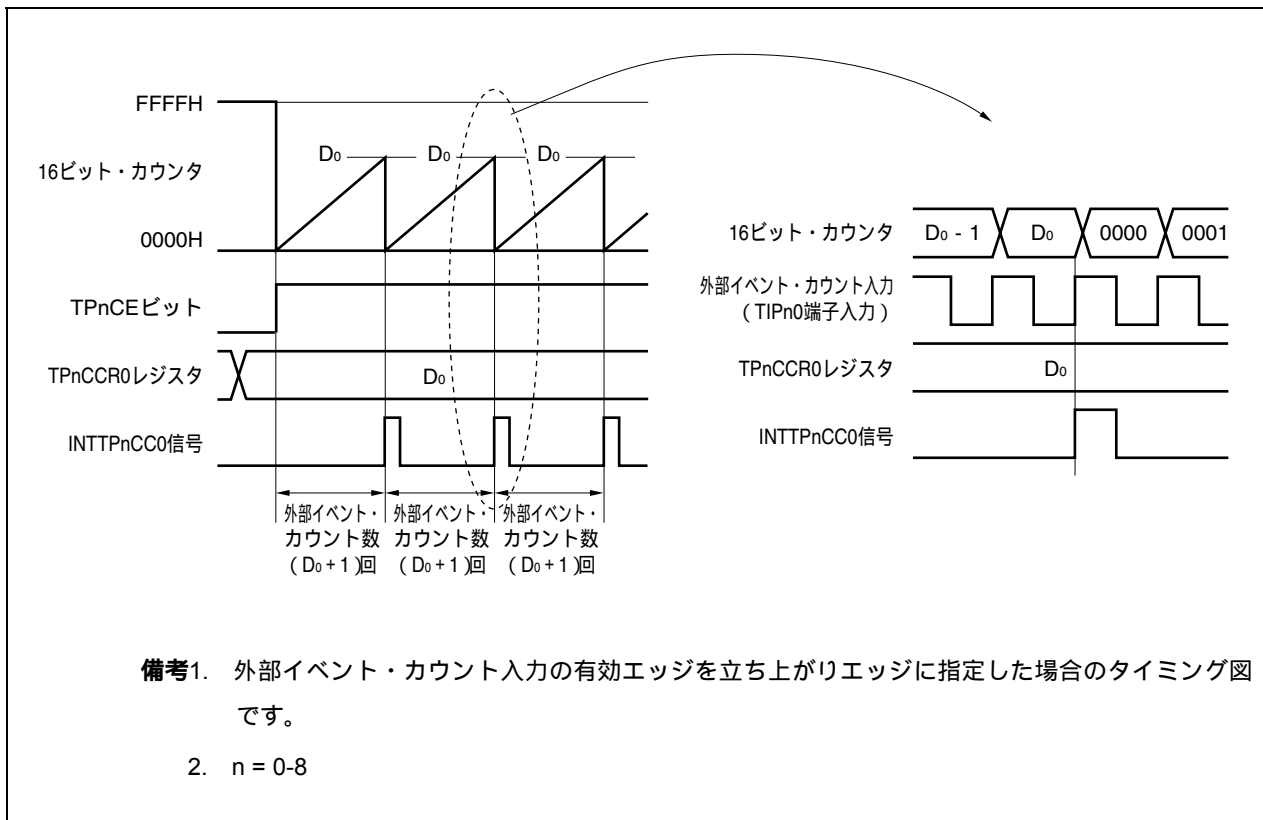 FFFFH
16ビット・カウンタ
D0
D0
D0
0000H
TPnCEビット
TPnCCR0レジスタ
D0
INTTPnCC0信号
外部イベント・
カウント数
(D0+1)回
外部イベント・
カウント数
(D0+1)回
外部イベント・
カウント数
(D0+1)回
16ビット・カウンタ
D0 - 1
D0
0000
0001
外部イベント・カウント入力
(TIPn0端子入力)
TPnCCR0レジスタ
D0
INTTPnCC0信号
備考1. 外部イベント・カウント入力の有効エッジを立ち上がりエッジに指定した場合のタイミング図
です。
2. n = 0-8